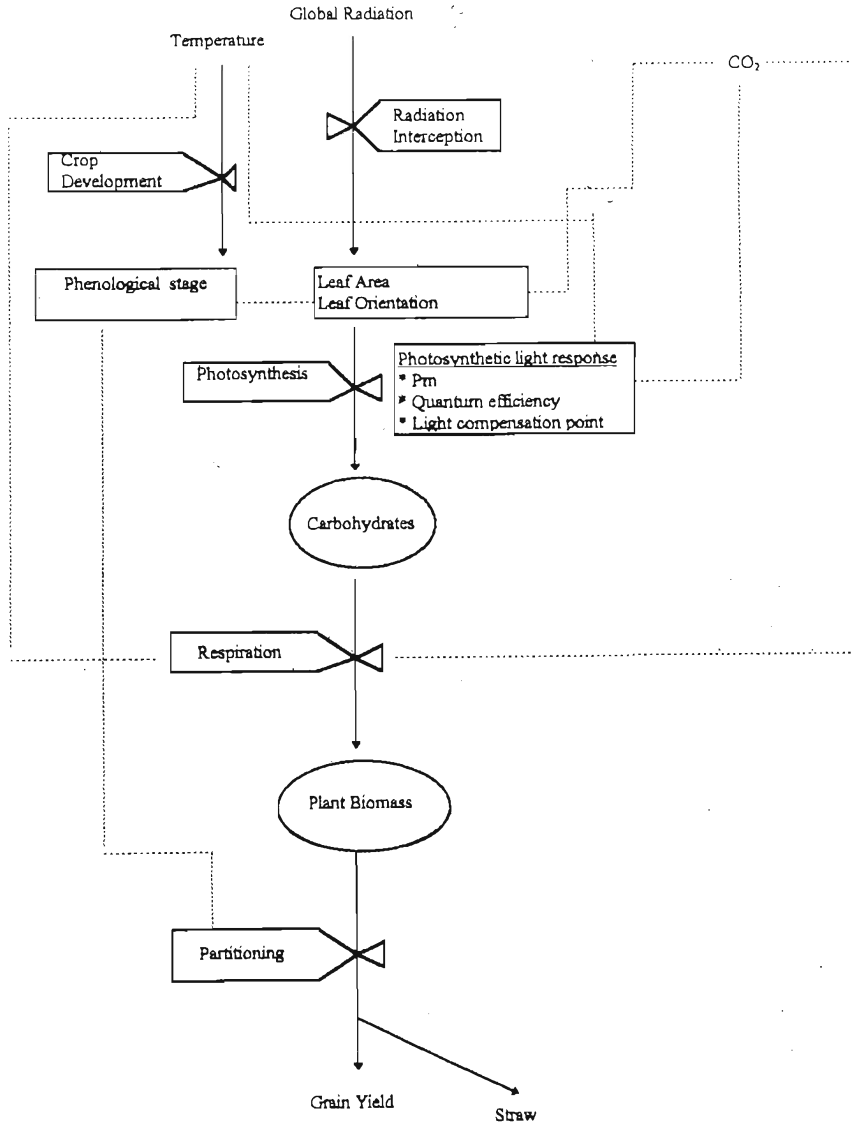 Global Radiation
Temperature
CO₂
Radiation
Interception
Crop
Development
Phenological stage
Leaf Area
Leaf Orientation
Photosynthesis
Photosynthetic light response
* Pm
* Quantum efficiency
* Light compensation point
Carbohydrates
Respiration
Plant Biomass
Partitioning
Grain Yield
Straw